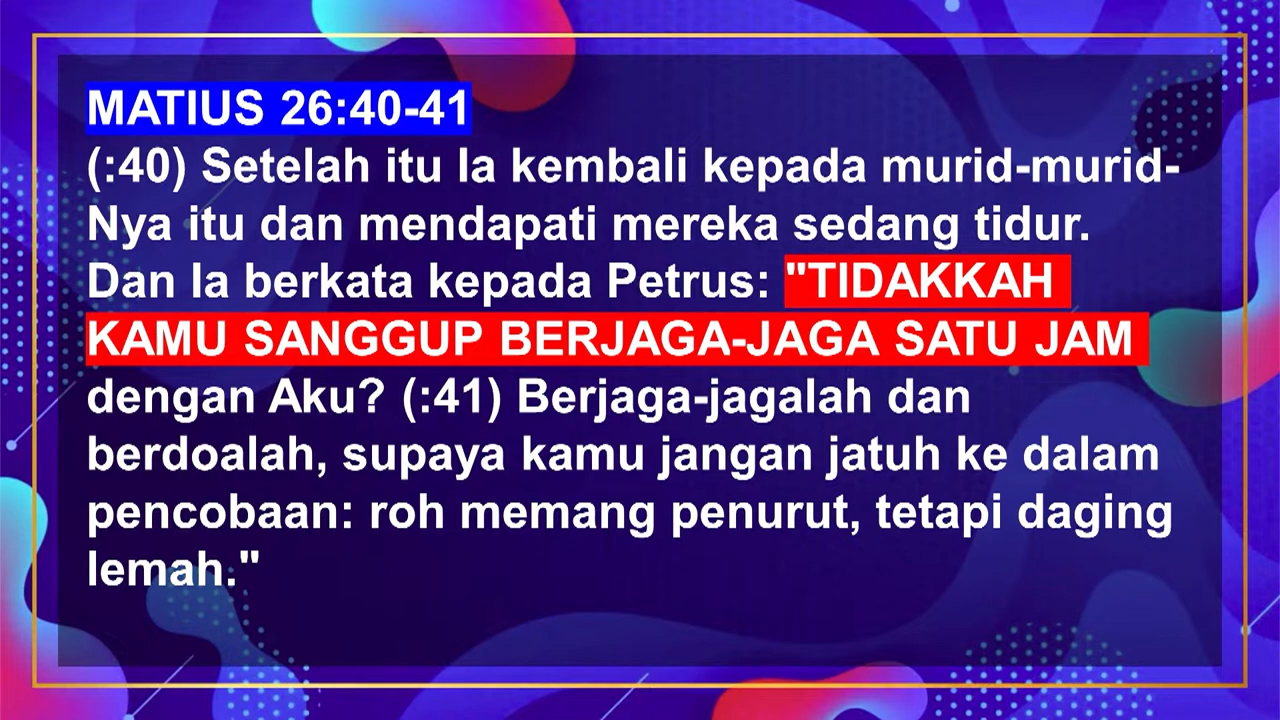 MATIUS 26:40-41
(:40) Setelah itu Ia kembali kepada murid-murid-
Nya itu dan mendapati mereka sedang tidur.
Dan Ia berkata kepada Petrus: "TIDAKKAH
KAMU SANGGUP BERJAGA-JAGA SATU JAM
dengan Aku? (:41) Berjaga-jagalah dan
berdoalah, supaya kamu jangan jatuh ke dalam
pencobaan: roh memang penurut, tetapi daging
lemah."